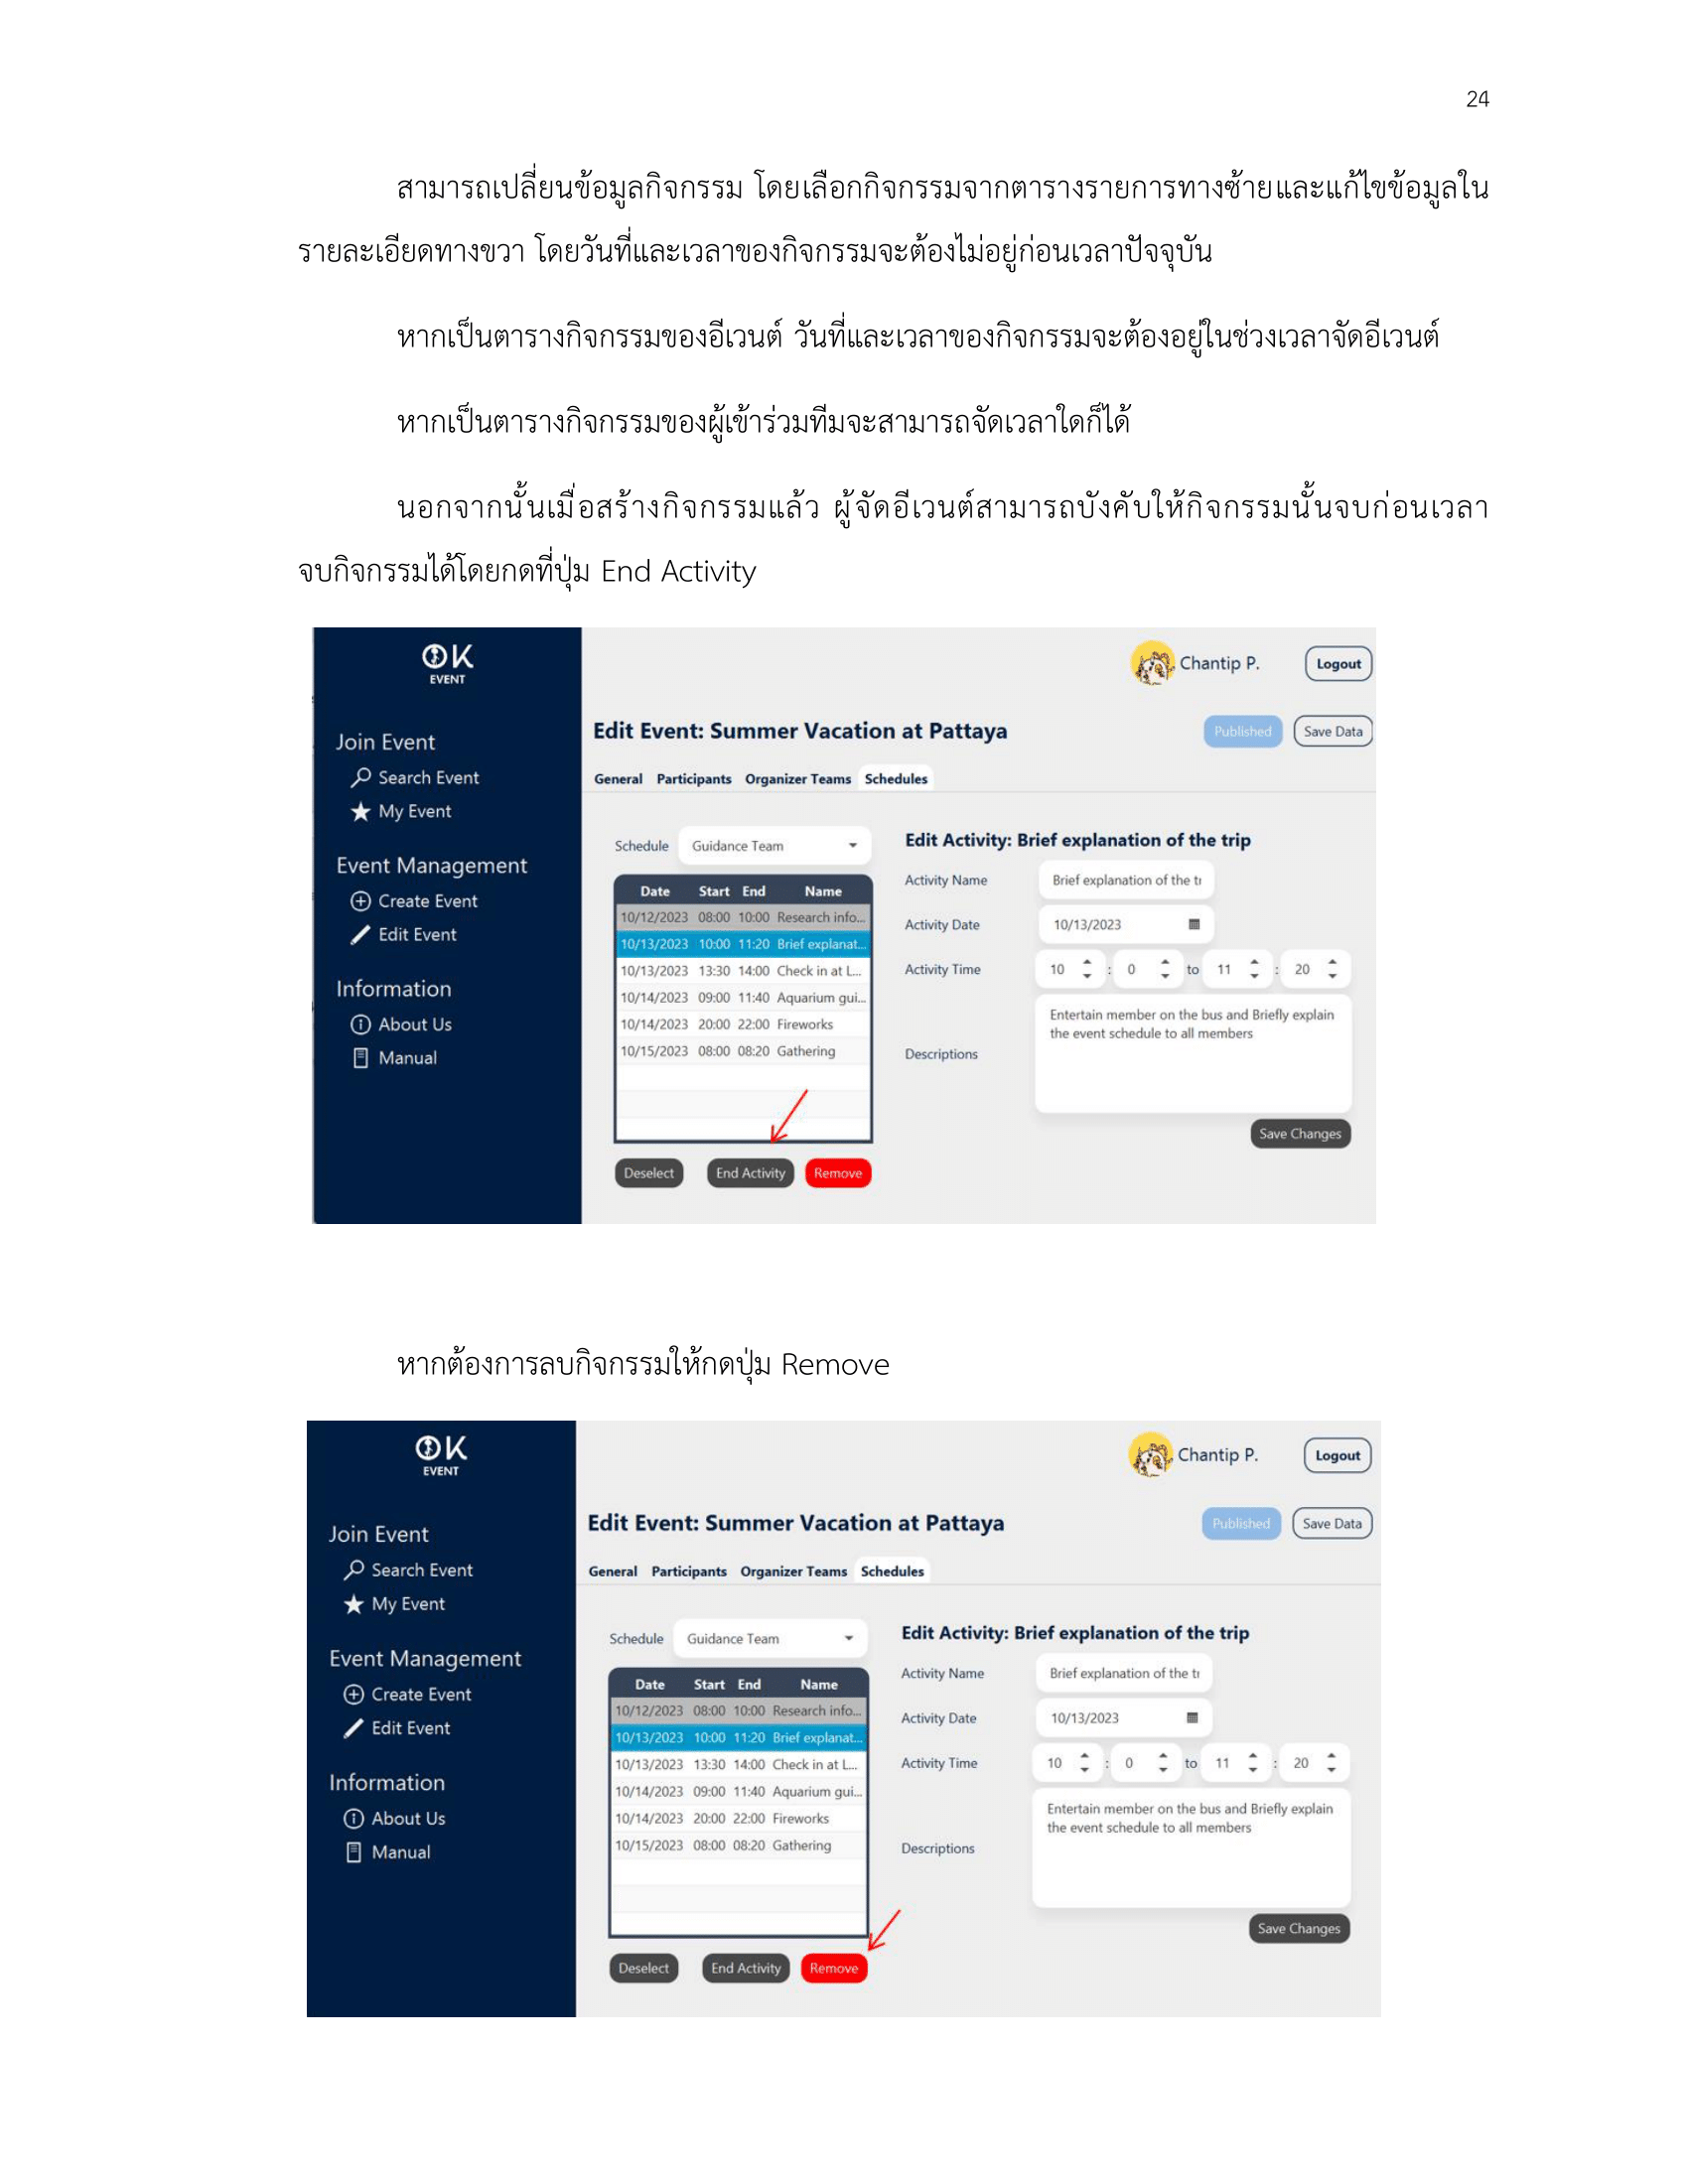 24
สามารถเปลี่ยนข้อมูลกิจกรรม โดยเลือกกิจกรรมจากตารางรายการทางซ้ายและแก้ไขข้อมูลใน
รายละเอียดทางขวา โดยวันที่และเวลาของกิจกรรมจะต้องไม่อยู่ก่อนเวลาปัจจุบัน
หากเป็นตารางกิจกรรมของอีเวนต์ วันที่และเวลาของกิจกรรมจะต้องอยู่ในช่วงเวลาจัดอีเวนต์
หากเป็นตารางกิจกรรมของผู้เข้าร่วมทีมจะสามารถจัดเวลาใดก็ได้
นอกจากนั้นเมื่อสร้างกิจกรรมแล้ว ผู้จัดอีเวนต์สามารถบังคับให้กิจกรรมนั้นจบก่อนเวลา
จบกิจกรรมได้โดยกดที่ปุ่ม End Activity
OK
EVENT
Join Event
Search Event
My Event
Event Management
Create Event
Edit Event
Information
About Us
Manual
Chantip P.
Logout
Edit Event: Summer Vacation at Pattaya
Published
Save Data
General Participants Organizer Teams Schedules
Schedule Guidance Team
Date Start End Name
10/12/2023 08:00 10:00 Research info...
10/13/2023 10:00 11:20 Brief explanat...
10/13/2023 13:30 14:00 Check in at L...
10/14/2023 09:00 11:40 Aquarium gui...
10/14/2023 20:00 22:00 Fireworks
10/15/2023 08:00 08:20 Gathering
Deselect End Activity Remove
Edit Activity: Brief explanation of the trip
Activity Name Brief explanation of the tr
Activity Date 10/13/2023
Activity Time 10 : 0 to 11 : 20
Descriptions
Entertain member on the bus and Briefly explain
the event schedule to all members
Save Changes
หากต้องการลบกิจกรรมให้กดปุ่ม Remove
OK
EVENT
Join Event
Search Event
My Event
Event Management
Create Event
Edit Event
Information
About Us
Manual
Chantip P.
Logout
Edit Event: Summer Vacation at Pattaya
Published
Save Data
General Participants Organizer Teams Schedules
Schedule Guidance Team
Date Start End Name
10/12/2023 08:00 10:00 Research info...
10/13/2023 10:00 11:20 Brief explanat...
10/13/2023 13:30 14:00 Check in at L...
10/14/2023 09:00 11:40 Aquarium gui...
10/14/2023 20:00 22:00 Fireworks
10/15/2023 08:00 08:20 Gathering
Deselect End Activity Remove
Edit Activity: Brief explanation of the trip
Activity Name Brief explanation of the tr
Activity Date 10/13/2023
Activity Time 10 : 0 to 11 : 20
Descriptions
Entertain member on the bus and Briefly explain
the event schedule to all members
Save Changes